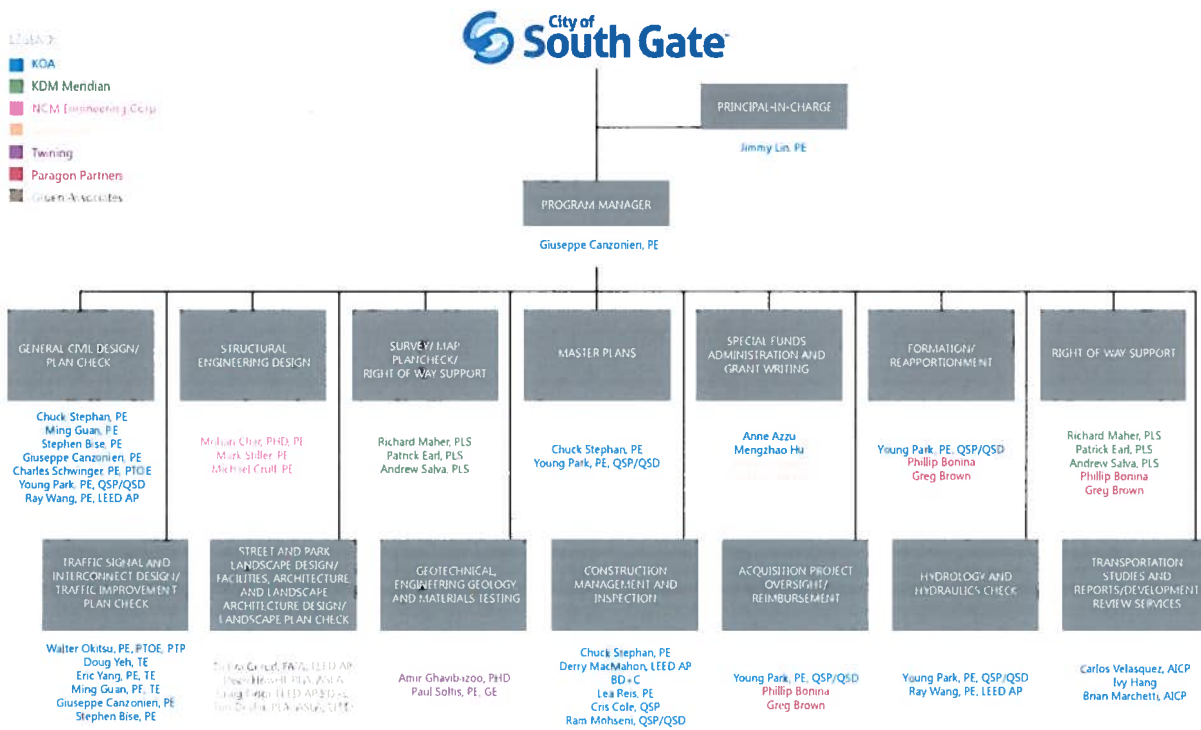 City of
South Gate
LEGEND
KOA
KDM Meridian
NCM Engineering Corp
Twining
Paragon Partners
Gruen Associates
PRINCIPAL-IN-CHARGE
Jimmy Lin, PE
PROGRAM MANAGER
Giuseppe Canzonieri, PE
GENERAL CIVIL DESIGN/
PLAN CHECK
Chuck Stephan, PE
Ming Guan, PE
Stephen Bise, PE
Giuseppe Canzonieri, PE
Charles Schwinger, PE, PTOE
Young Park, PE, QSP/QSD
Ray Wang, PE, LEED AP
STRUCTURAL
ENGINEERING DESIGN
Mohan Char, PHD, PE
Mark Stiller, PE
Michael Crull, PE
SURVEY/ MAP
PLANCHECK/
RIGHT OF WAY SUPPORT
Richard Maher, PLS
Patrick Earl, PLS
Andrew Salva, PLS
MASTER PLANS
Chuck Stephan, PE
Young Park, PE, QSP/QSD
SPECIAL FUNDS
ADMINISTRATION AND
GRANT WRITING
Anne Azzu
Mengzhao Hu
FORMATION/
REAPPORTIONMENT
Young Park, PE, QSP/QSD
Phillip Bonina
Greg Brown
RIGHT OF WAY SUPPORT
Richard Maher, PLS
Patrick Earl, PLS
Andrew Salva, PLS
Phillip Bonina
Greg Brown
TRAFFIC SIGNAL AND
INTERCONNECT DESIGN/
TRAFFIC IMPROVEMENT
PLAN CHECK
Walter Okitsu, PE, PTOE, PTP
Doug Yeh, TE
Eric Yang, PE, TE
Ming Guan, PE, TE
Giuseppe Canzonieri, PE
Stephen Bise, PE
STREET AND PARK
LANDSCAPE DESIGN/
FACILITIES, ARCHITECTURE
AND LANDSCAPE
ARCHITECTURE DESIGN/
LANDSCAPE PLAN CHECK
GEOTECHNICAL,
ENGINEERING GEOLOGY
AND MATERIALS TESTING
Amir Ghavibazoo, PHD
Paul Soltis, PE, GE
CONSTRUCTION
MANAGEMENT AND
INSPECTION
Chuck Stephan, PE
Derry MacMahon, LEED AP
BD+C
Lea Reis, PE
Cris Cole, QSP
Ram Mohseni, QSP/QSD
ACQUISITION PROJECT
OVERSIGHT/
REIMBURSEMENT
Young Park, PE, QSP/QSD
Phillip Bonina
Greg Brown
HYDROLOGY AND
HYDRAULICS CHECK
Young Park, PE, QSP/QSD
Ray Wang, PE, LEED AP
TRANSPORTATION
STUDIES AND
REPORTS/DEVELOPMENT
REVIEW SERVICES
Carlos Velasquez, AICP
Ivy Hang
Brian Marchetti, AICP